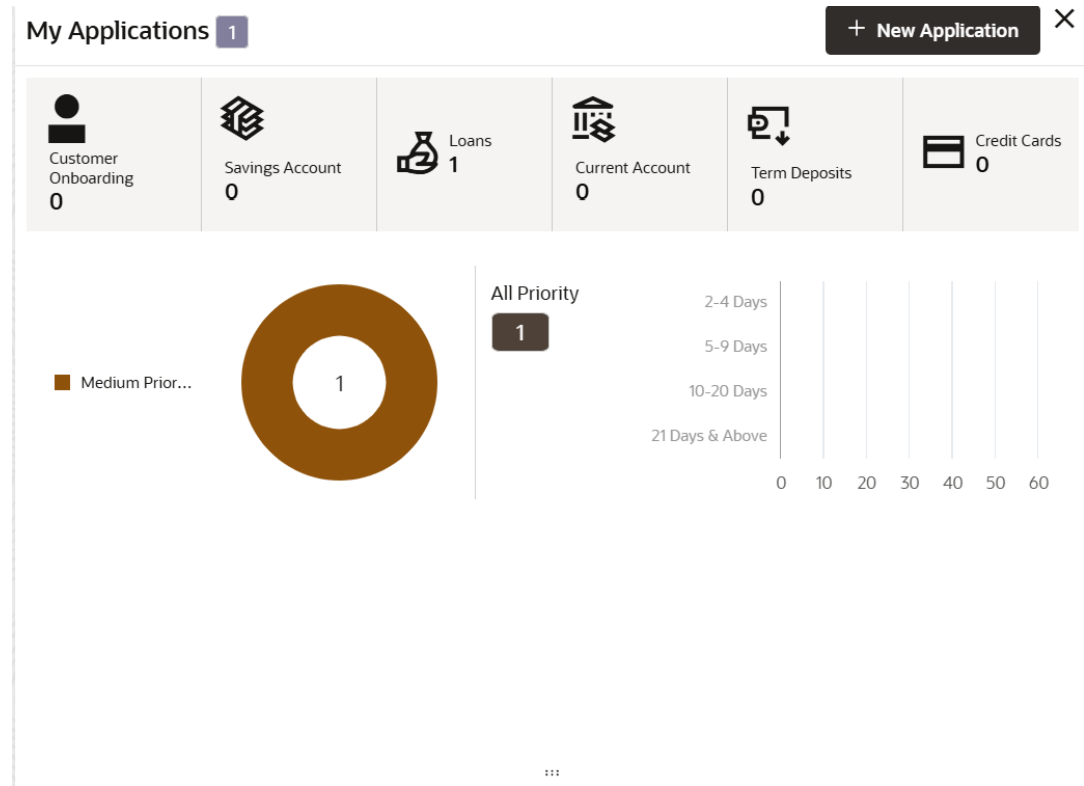 My Applications 1
+ New Application
Customer
Onboarding
0
Savings Account
0
Loans
1
Current Account
0
Term Deposits
0
Credit Cards
0
Medium Prior...
1
All Priority
1
2-4 Days
5-9 Days
10-20 Days
21 Days & Above
0 10 20 30 40 50 60